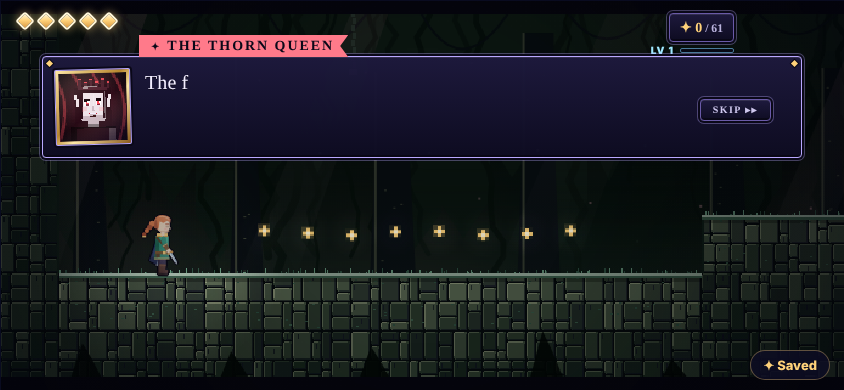 0 / 61
THE THORN QUEEN
LV 1
The f
SKIP ▸▸
Saved